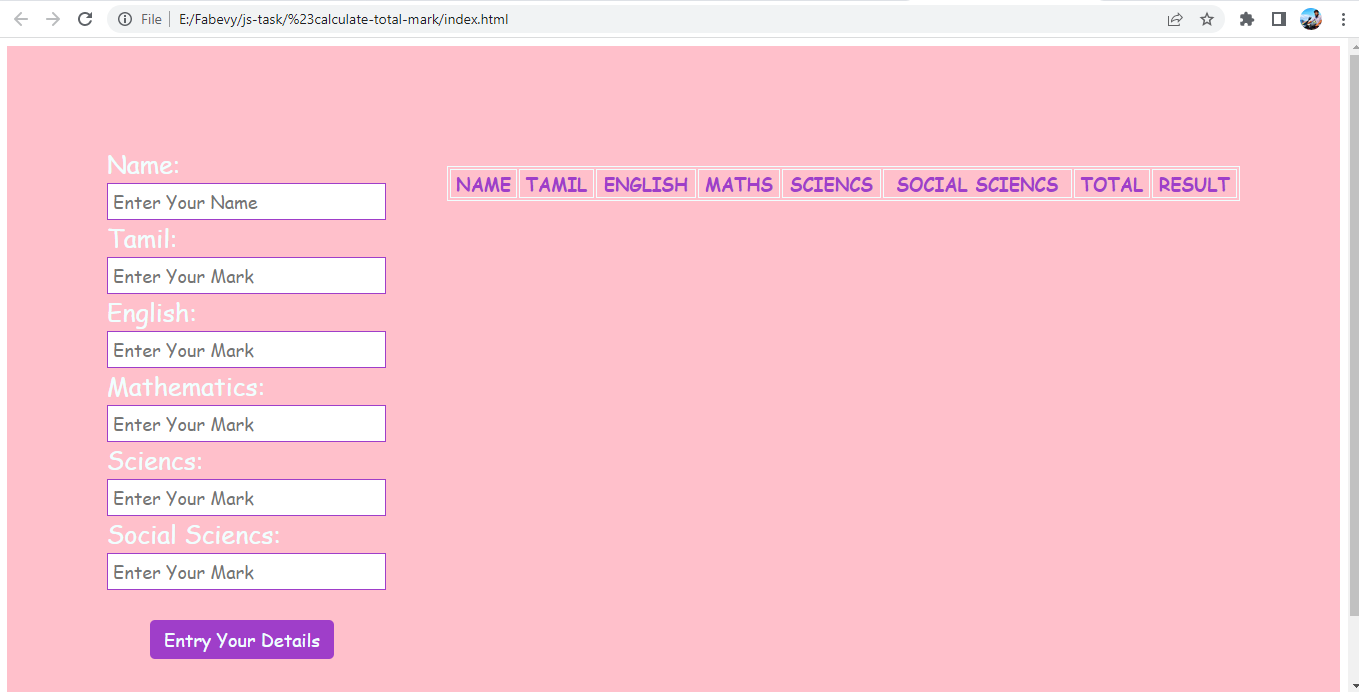 File E:/Fabevy/js-task/%23calculate-total-mark/index.html
Name:
Enter Your Name
Tamil:
Enter Your Mark
English:
Enter Your Mark
Mathematics:
Enter Your Mark
Sciencs:
Enter Your Mark
Social Sciencs:
Enter Your Mark
Entry Your Details
NAME TAMIL ENGLISH MATHS SCIENCS SOCIAL SCIENCS TOTAL RESULT